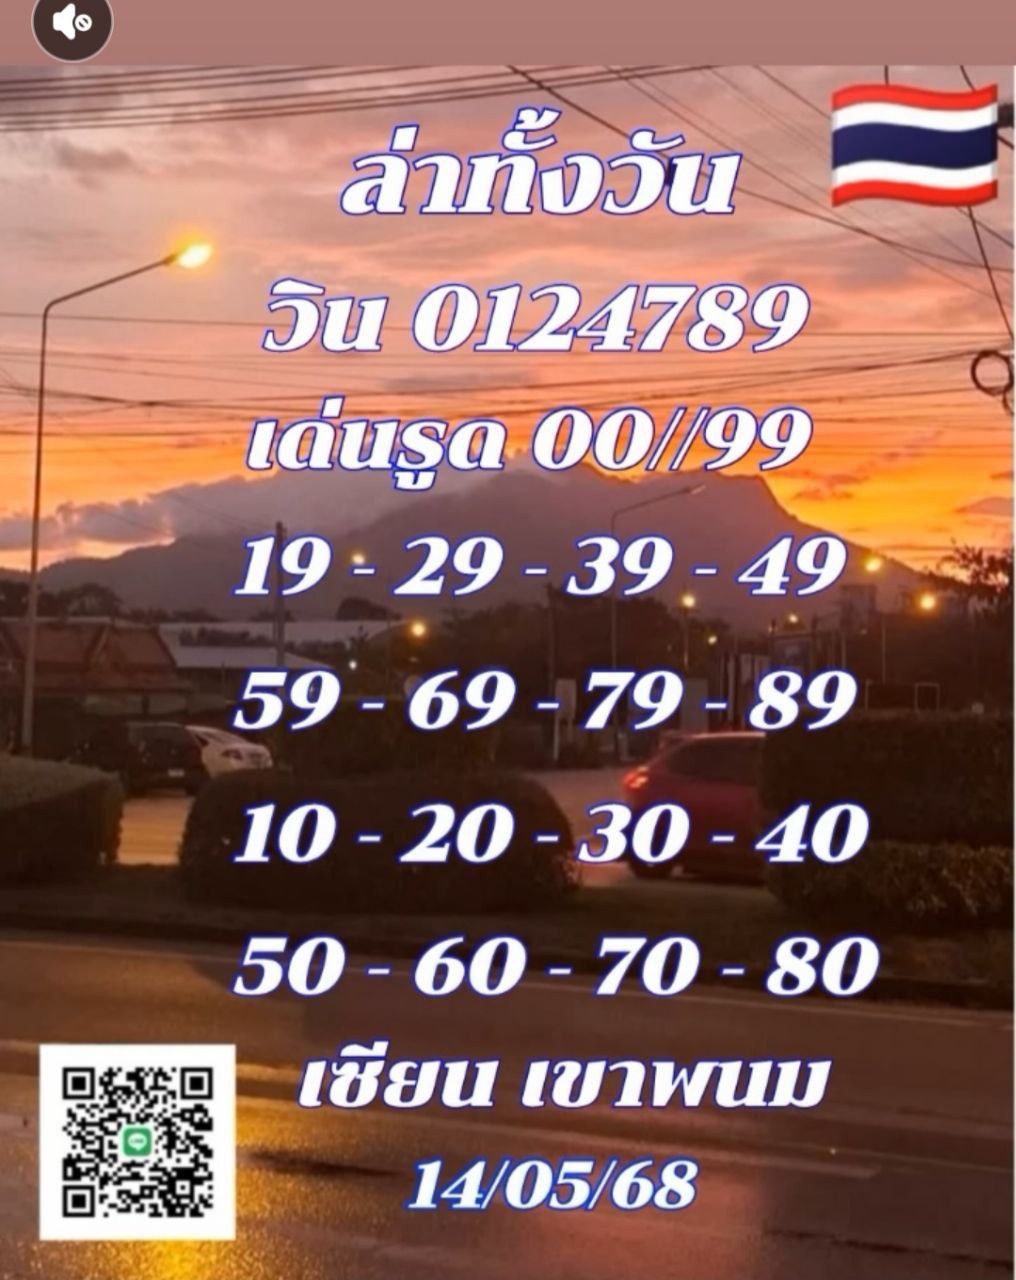 ล่าทั้งวัน
วิน 0124789
เด่นรูด 00//99
19 - 29 - 39 - 49
59 - 69 - 79 - 89
10 - 20 - 30 - 40
50 - 60 - 70 - 80
เซียน เขาพนม
14/05/68